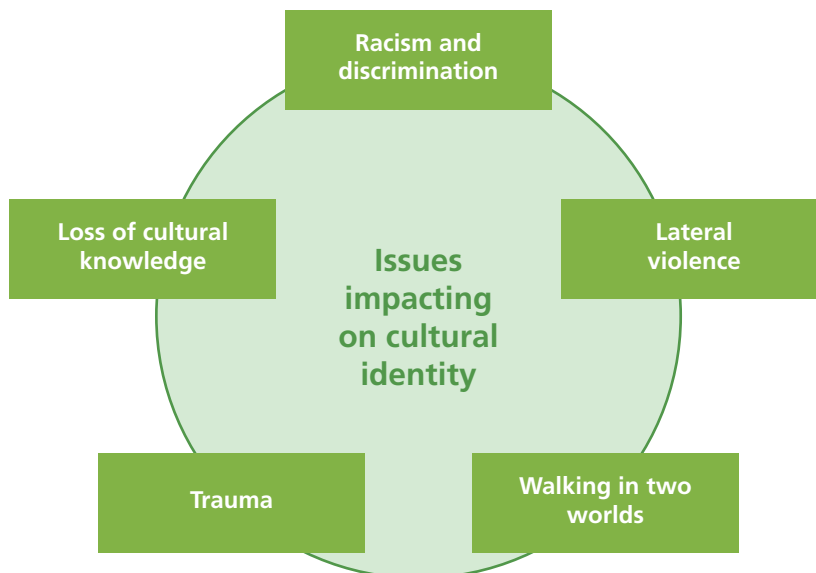 Racism and
discrimination
Loss of cultural
knowledge
Lateral
violence
Issues
impacting
on cultural
identity
Trauma
Walking in two
worlds